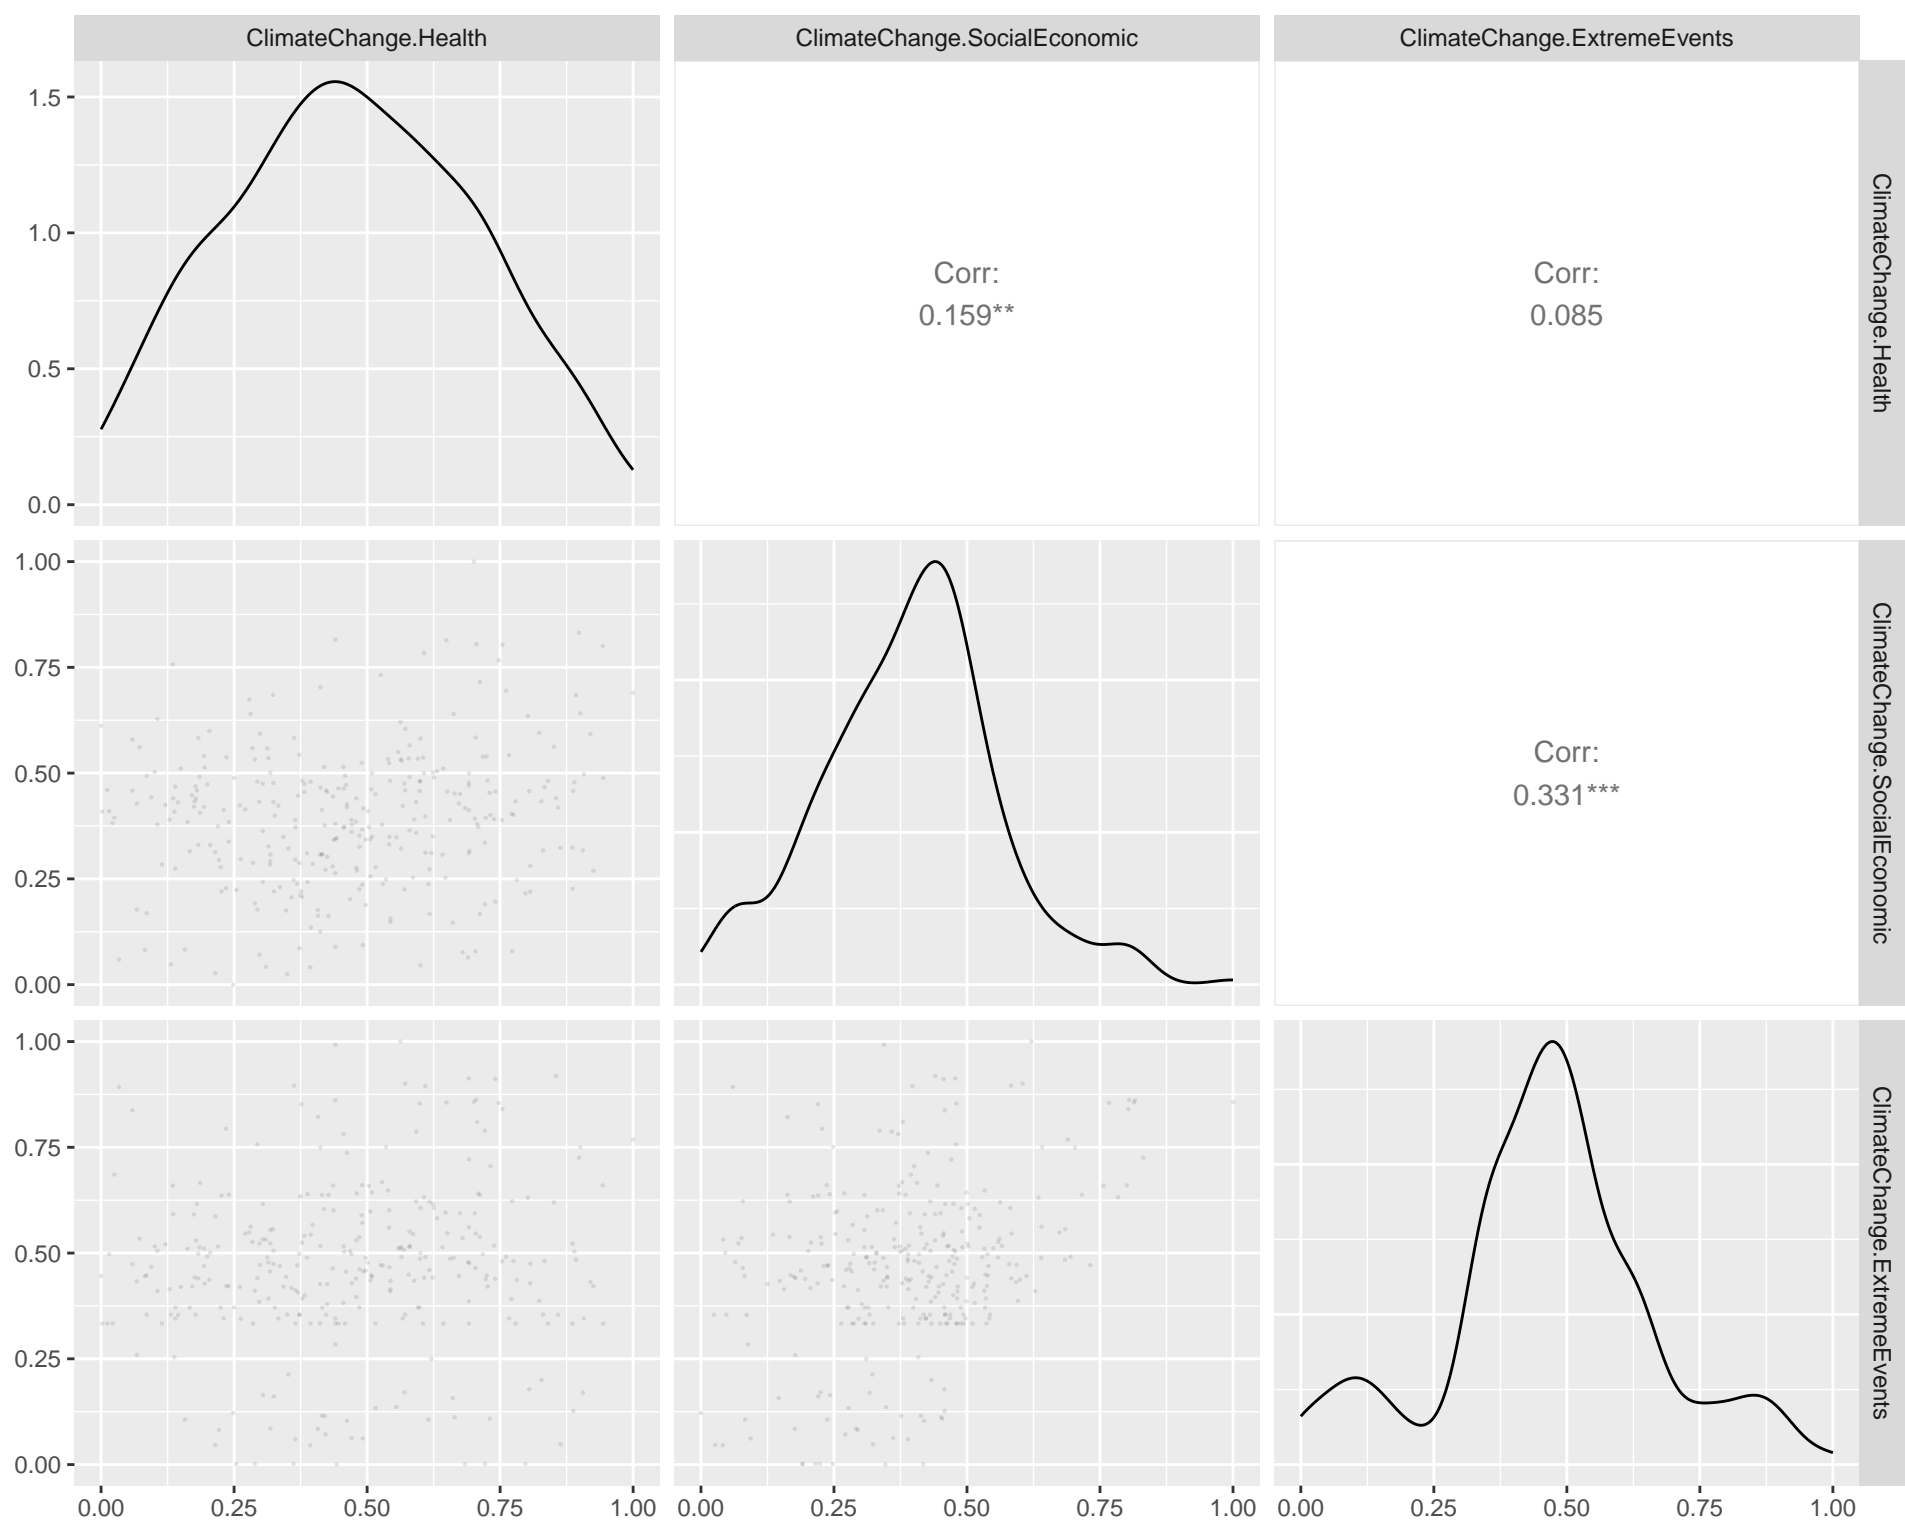 ClimateChange.Health
ClimateChange.SocialEconomic
ClimateChange.ExtremeEvents
1.5
1.0
0.5
0.0
Corr:
0.159**
Corr:
0.085
ClimateChange.Health
1.00
0.75
0.50
0.25
0.00
Corr:
0.331***
ClimateChange.SocialEconomic
1.00
0.75
0.50
0.25
0.00
ClimateChange.ExtremeEvents
0.00 0.25 0.50 0.75 1.00
0.00 0.25 0.50 0.75 1.00
0.00 0.25 0.50 0.75 1.00